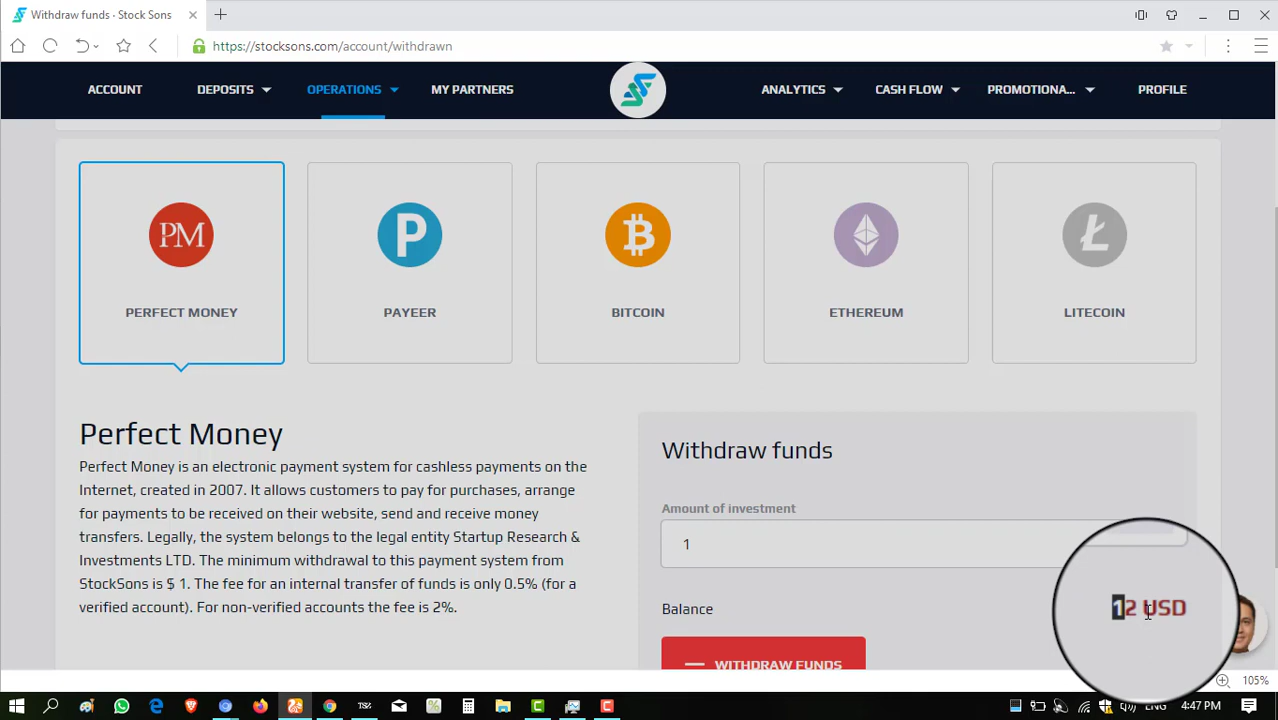 Withdraw funds - Stock Sons
https://stocksons.com/account/withdrawn
ACCOUNT DEPOSITS OPERATIONS MY PARTNERS ANALYTICS CASH FLOW PROMOTIONA... PROFILE
PM P
PERFECT MONEY PAYEER BITCOIN ETHEREUM LITECOIN
Perfect Money
Perfect Money is an electronic payment system for cashless payments on the
Internet, created in 2007. It allows customers to pay for purchases, arrange
for payments to be received on their website, send and receive money
transfers. Legally, the system belongs to the legal entity Startup Research &
Investments LTD. The minimum withdrawal to this payment system from
StockSons is $ 1. The fee for an internal transfer of funds is only 0.5% (for a
verified account). For non-verified accounts the fee is 2%.
Withdraw funds
Amount of investment
1
Balance 12 USD
WITHDRAW FUNDS
105%
ENG 4:47 PM